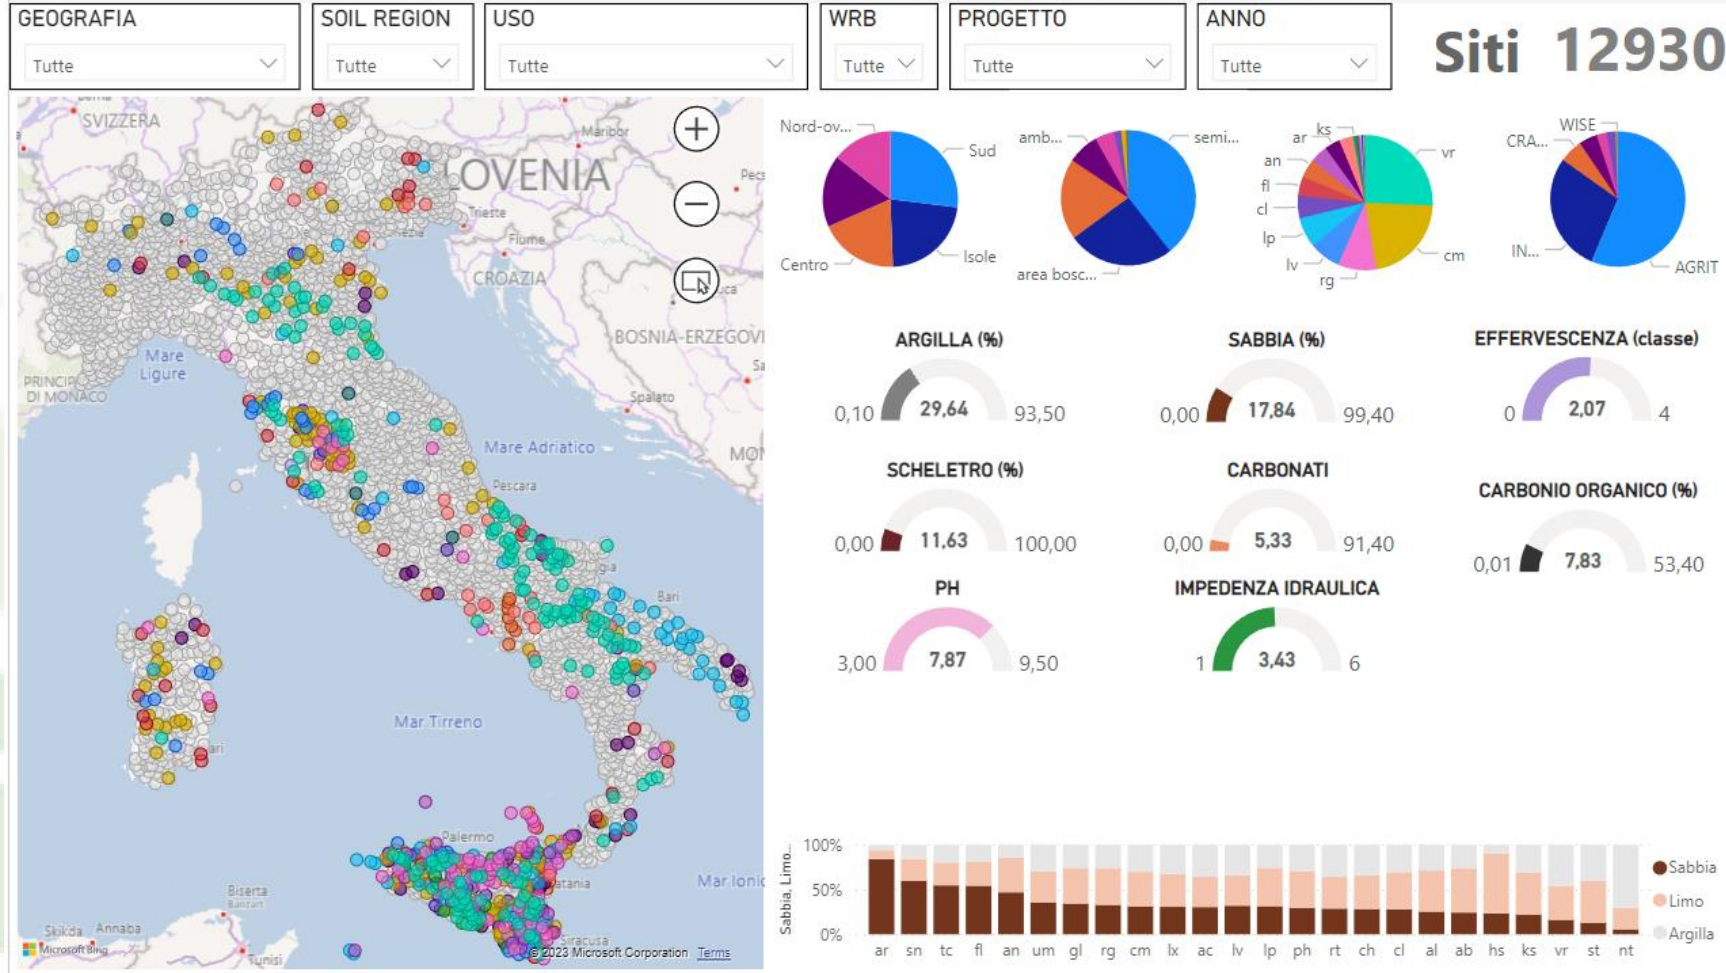 GEOGRAFIA
Tutte
SOIL REGION
Tutte
USO
Tutte
WRB
Tutte
PROGETTO
Tutte
ANNO
Tutte
Siti 12930
SVIZZERA
Maribor
LOVENIA
Pecs
Trieste
Fiume
CROAZIA
BOSNIA-ERZEGOVI
Mare
Ligure
PRINCIP
DI MONACO
Spalato
Mare Adriatico
MON
Pescara
Bari
Mar Tirreno
Palermo
atania
Mar Ionio
Biserta
Skikda
Annaba
Siracusa
Tunisi
Microsoft Bing
© 2023 Microsoft Corporation Terms
Nord-ov...
Sud
Isole
Centro
amb...
semi...
area bosc...
ks
ar
an
fl
cl
lp
lv
rg
cm
vr
WISE
CRA...
IN...
AGRIT
ARGILLA (%)
0,10 29,64 93,50
SABBIA (%)
0,00 17,84 99,40
EFFERVESCENZA (classe)
0 2,07 4
SCHELETRO (%)
0,00 11,63 100,00
CARBONATI
0,00 5,33 91,40
CARBONIO ORGANICO (%)
0,01 7,83 53,40
PH
3,00 7,87 9,50
IMPEDENZA IDRAULICA
1 3,43 6
Sabbia, Limo...
100%
50%
0%
ar sn tc fl an um gl rg cm lx ac lv lp ph rt ch cl al ab hs ks vr st nt
Sabbia
Limo
Argilla